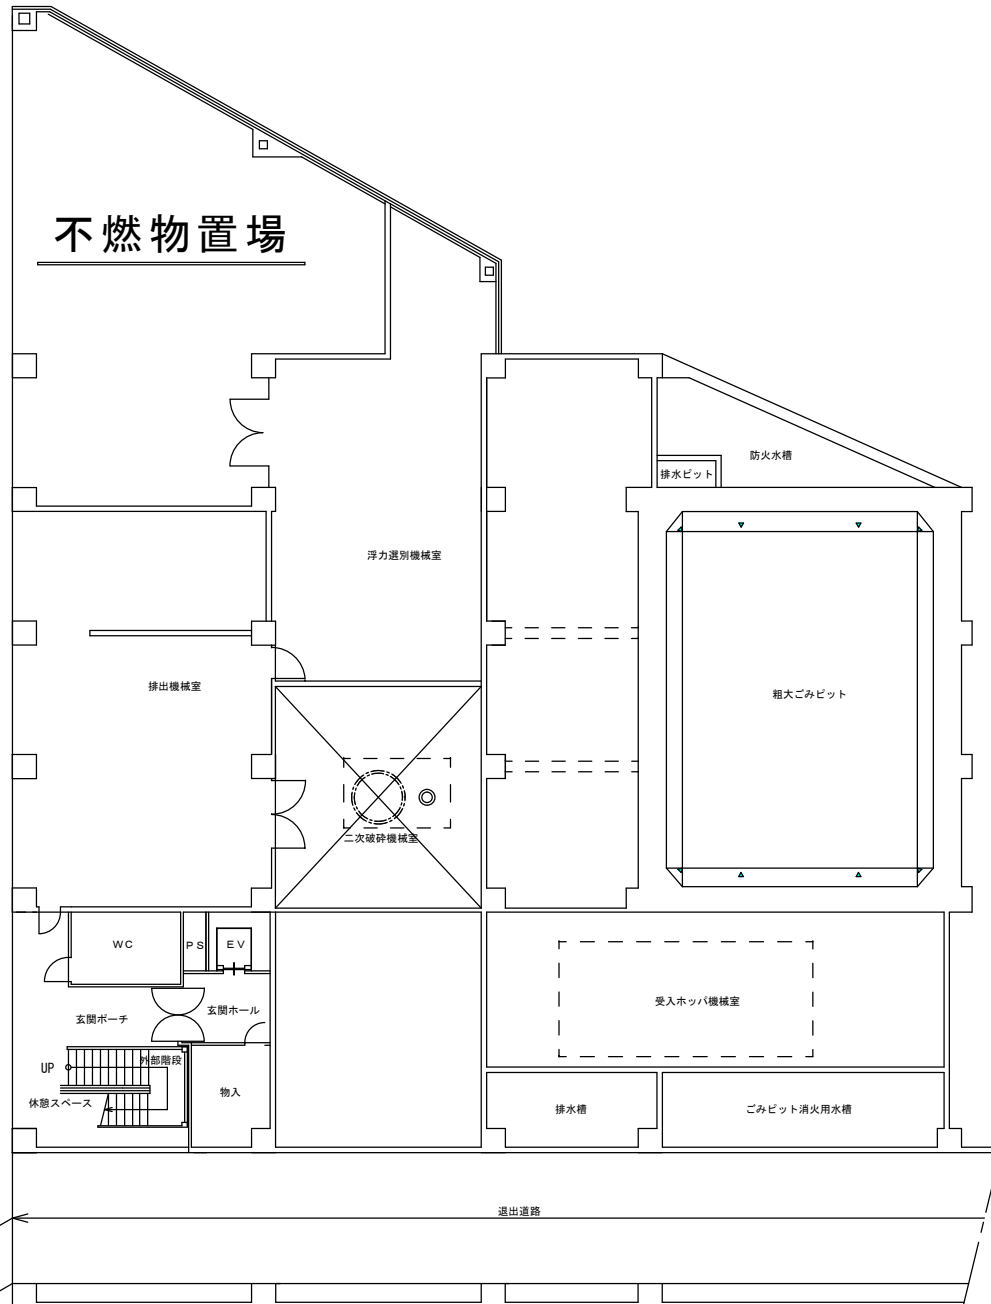 不燃物置場
防火水槽
排水ピット
浮力選別機械室
排出機械室
粗大ごみピット
二次破砕機械室
WC
PS
EV
玄関ポーチ
玄関ホール
受入ホッパ機械室
UP
外部階段
物入
休憩スペース
排水槽
ごみピット消火用水槽
退出道路